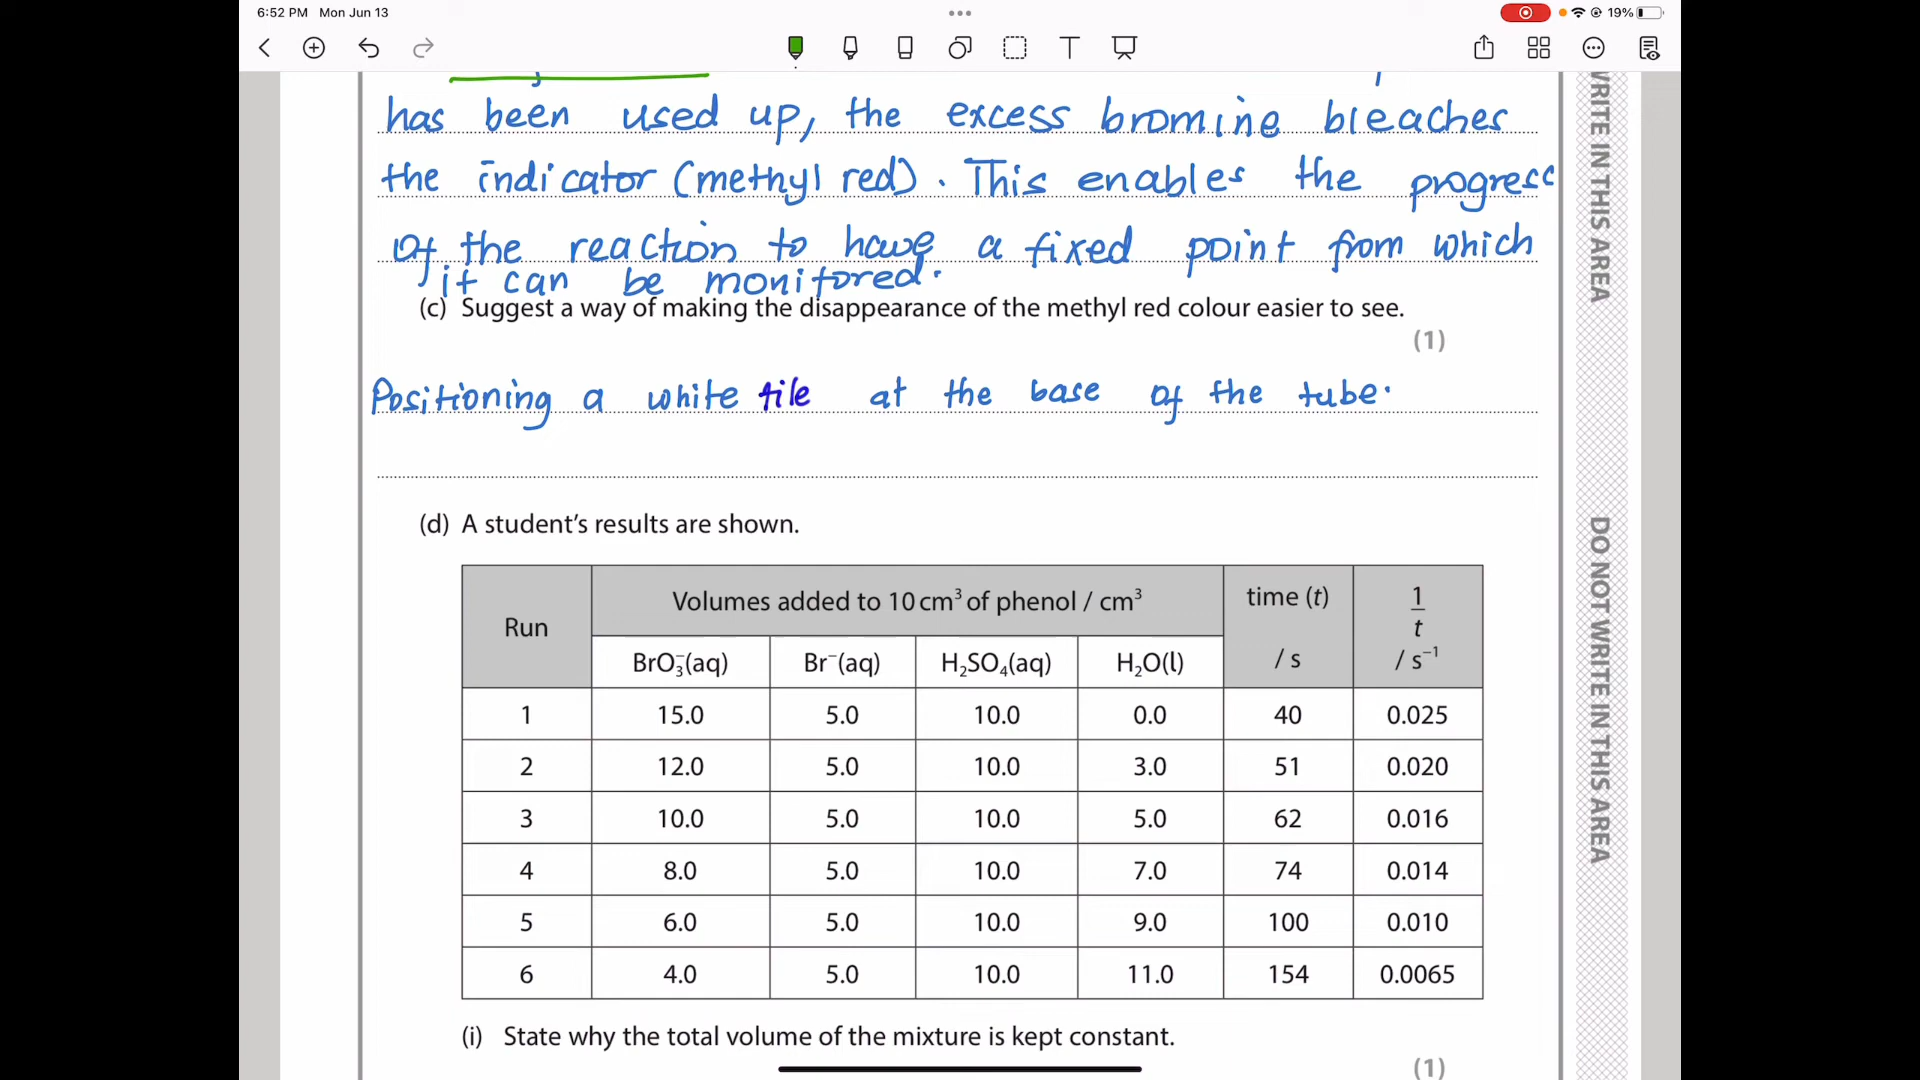 6:52 PM Mon Jun 13
19%
T
has been used up, the excess bromine bleaches
the indicator (methyl red). This enables the progress
of the reaction to have a fixed point from which
it can be monitored.
(c) Suggest a way of making the disappearance of the methyl red colour easier to see.
(1)
Positioning a white tile at the base of the tube.
(d) A student's results are shown.
Run Volumes added to 10 cm³ of phenol / cm³ time (t) / s 1/t / s⁻¹
BrO₃⁻(aq) Br⁻(aq) H₂SO₄(aq) H₂O(l)
1 15.0 5.0 10.0 0.0 40 0.025
2 12.0 5.0 10.0 3.0 51 0.020
3 10.0 5.0 10.0 5.0 62 0.016
4 8.0 5.0 10.0 7.0 74 0.014
5 6.0 5.0 10.0 9.0 100 0.010
6 4.0 5.0 10.0 11.0 154 0.0065
(i) State why the total volume of the mixture is kept constant.
(1)
WRITE IN THIS AREA
DO NOT WRITE IN THIS AREA